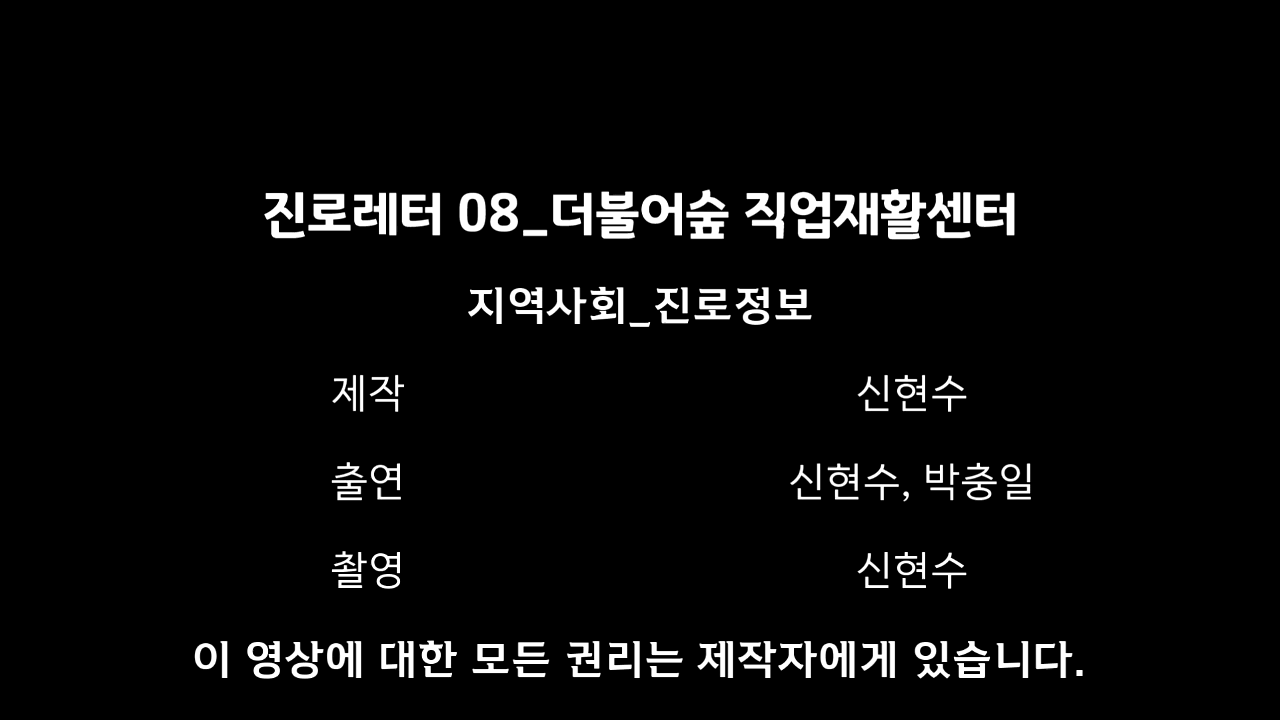 진로레터 08_더불어숲 직업재활센터
지역사회_진로정보
제작 신현수
출연 신현수, 박충일
촬영 신현수
이 영상에 대한 모든 권리는 제작자에게 있습니다.